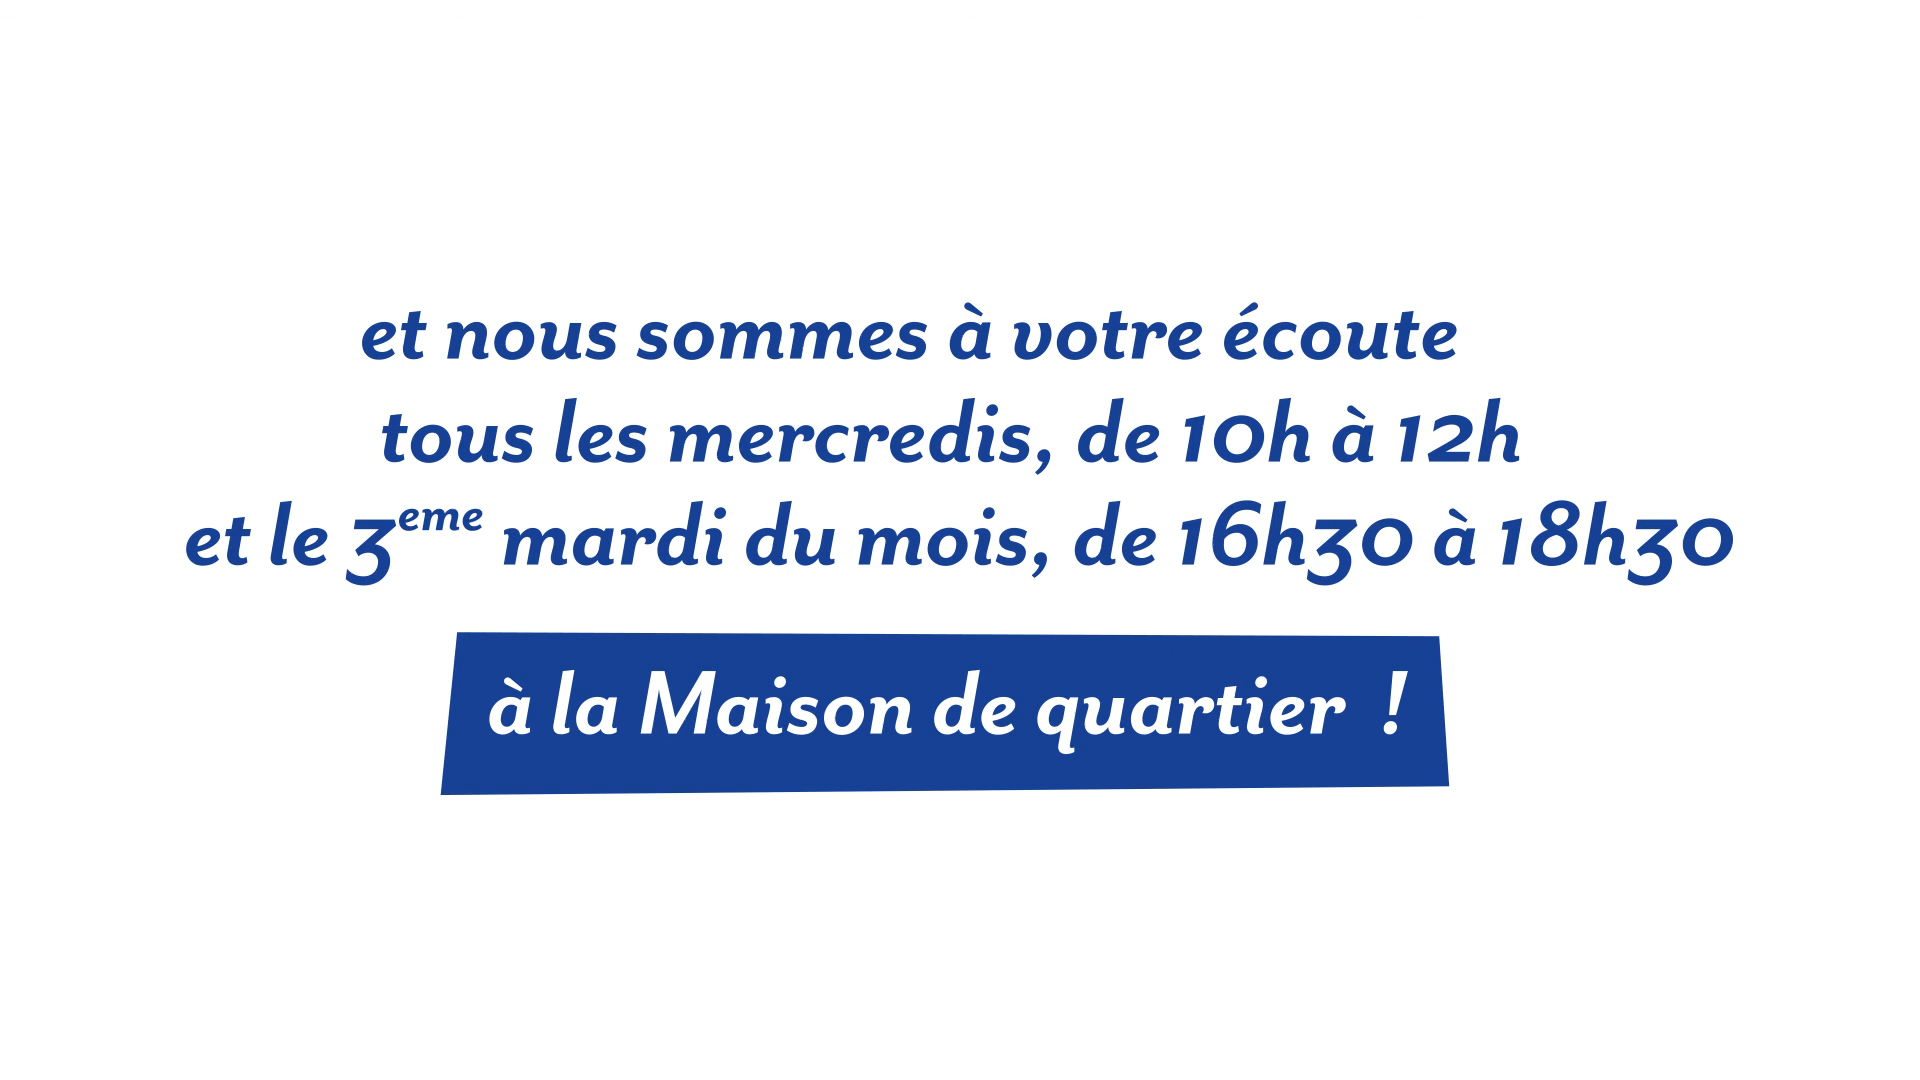 et nous sommes à votre écoute
tous les mercredis, de 10h à 12h
et le 3eme mardi du mois, de 16h30 à 18h30
à la Maison de quartier !